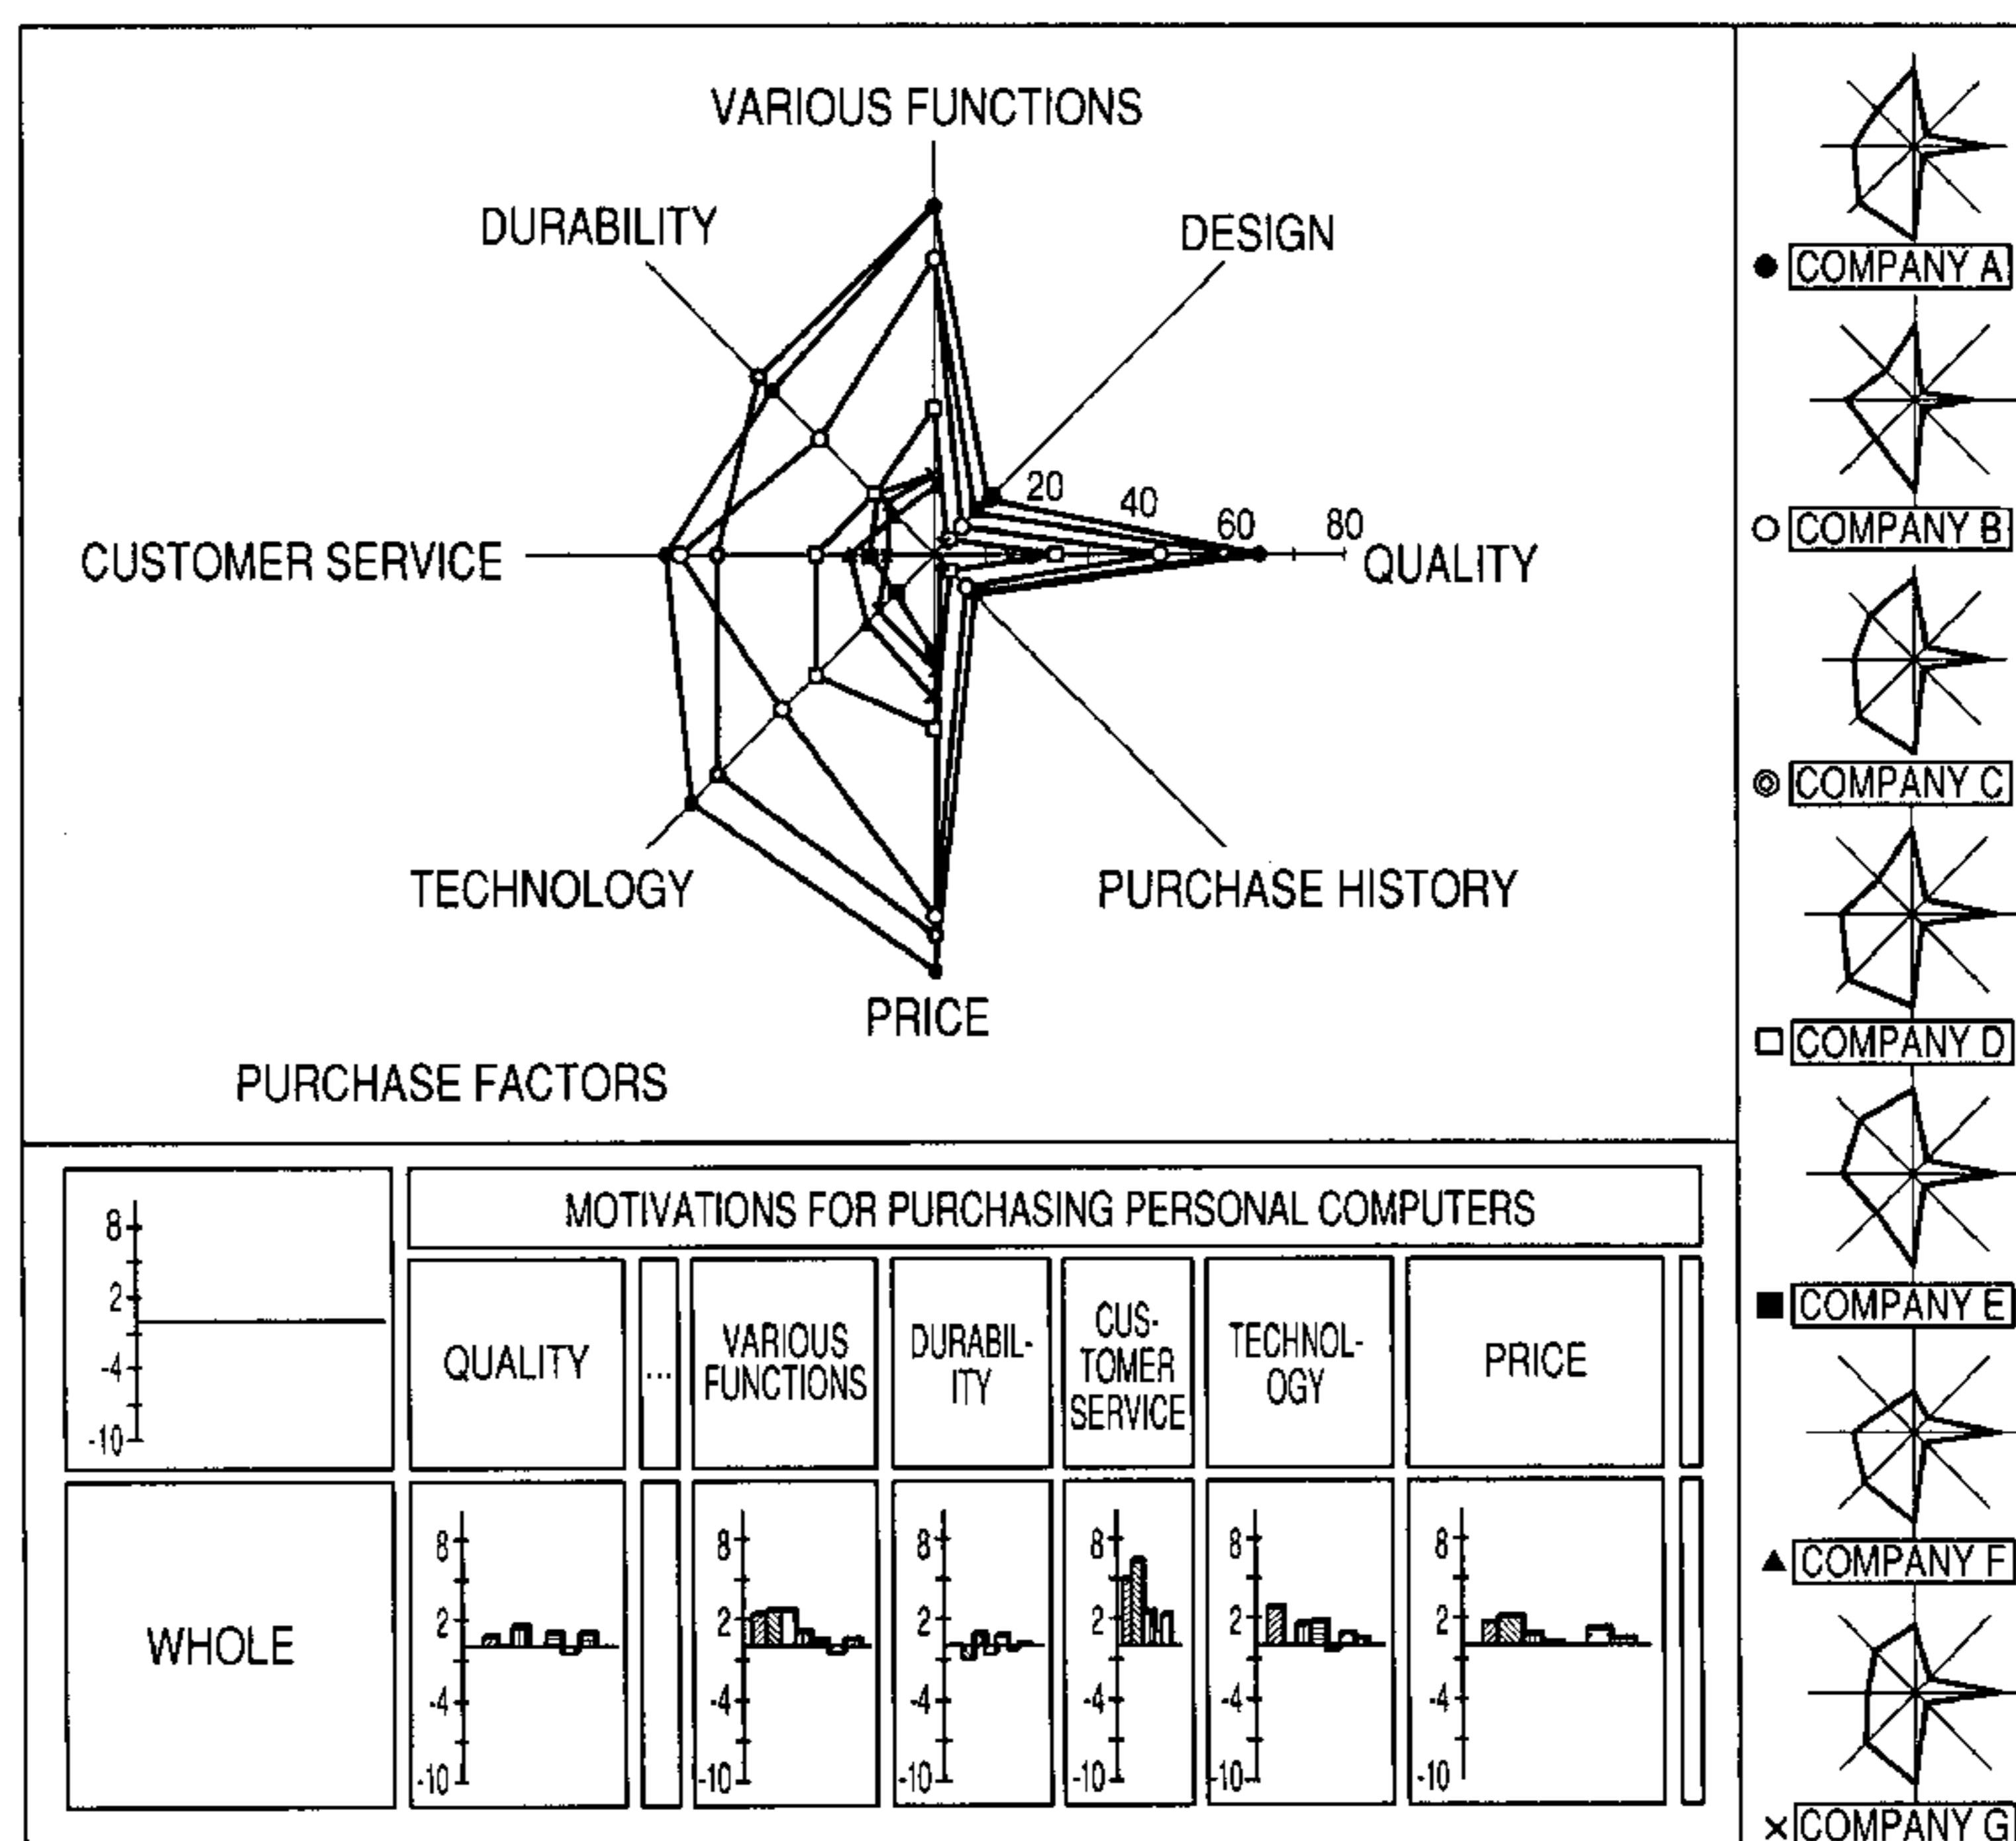 VARIOUS FUNCTIONS
DURABILITY
DESIGN
20 40 60 80
CUSTOMER SERVICE
QUALITY
TECHNOLOGY
PURCHASE HISTORY
PRICE
PURCHASE FACTORS
● COMPANY A
○ COMPANY B
◎ COMPANY C
□ COMPANY D
■ COMPANY E
▲ COMPANY F
× COMPANY G
8
2
-4
-10
MOTIVATIONS FOR PURCHASING PERSONAL COMPUTERS
QUALITY
...
VARIOUS
FUNCTIONS
DURABIL-
ITY
CUS-
TOMER
SERVICE
TECHNOL-
OGY
PRICE
WHOLE
8
2
-4
-10
8
2
-4
-10
8
2
-4
-10
8
2
-4
-10
8
2
-4
-10
8
2
-4
-10